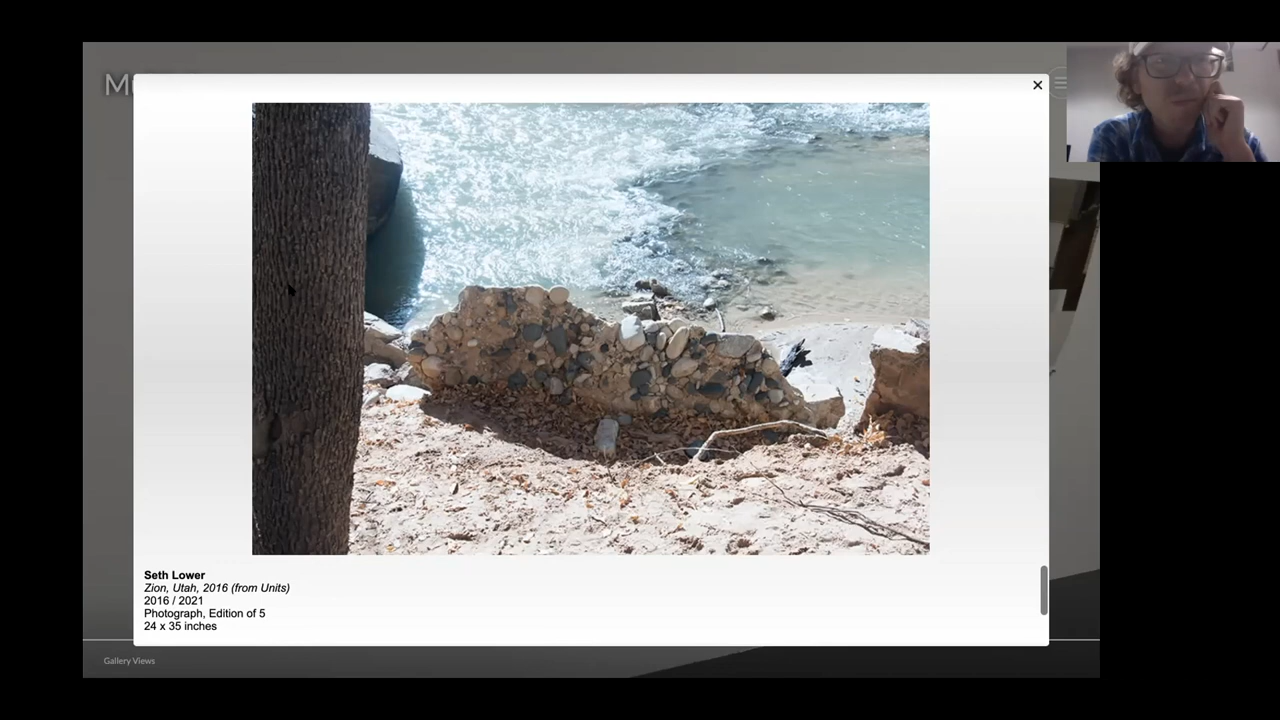 Seth Lower
Zion, Utah, 2016 (from Units)
2016 / 2021
Photograph, Edition of 5
24 x 35 inches
Gallery Views